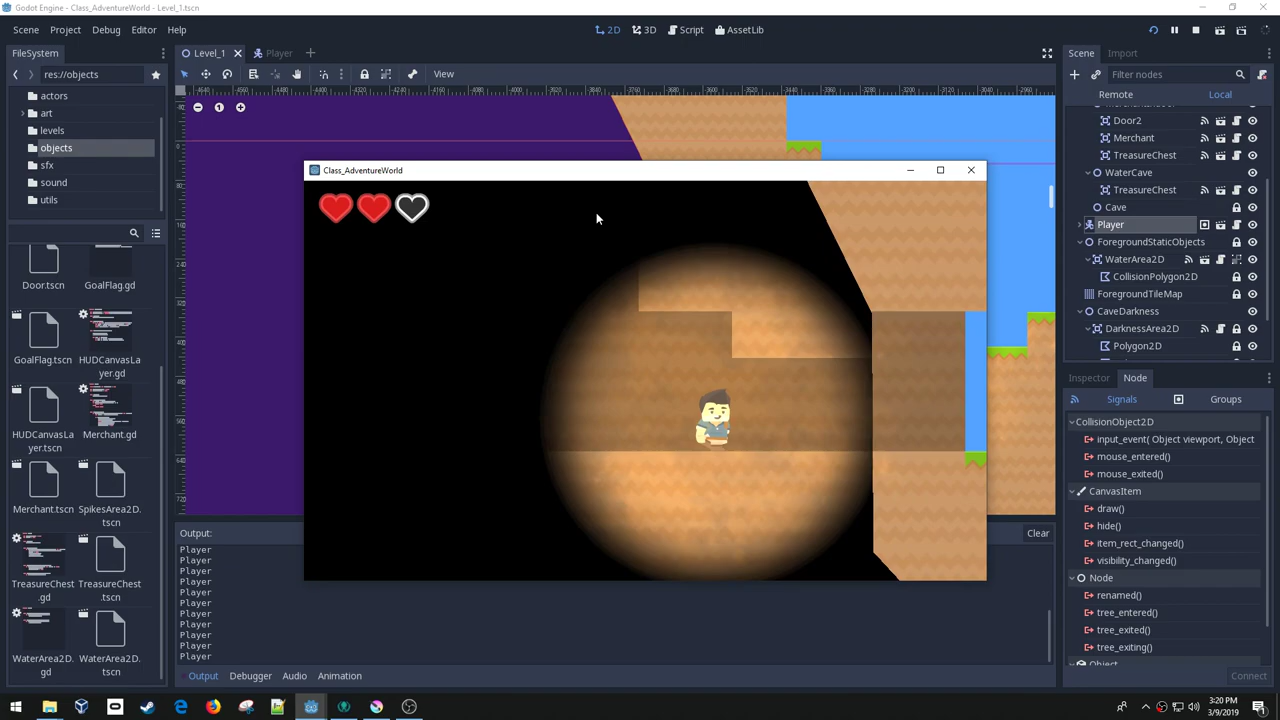 Godot Engine - Class_AdventureWorld - Level_1.tscn
Scene Project Debug Editor Help
2D 3D Script AssetLib
FileSystem
Level_1
Player
Scene Import
res://objects
View
Filter nodes
Remote Local
actors
art
levels
objects
sfx
sound
utils
Door.tscn
GoalFlag.gd
GoalFlag.tscn
HUDCanvasLa
yer.gd
HUDCanvasLa
yer.tscn
Merchant.gd
Merchant.tscn
SpikesArea2D.
tscn
TreasureChest
.gd
TreasureChest.
tscn
WaterArea2D.
gd
WaterArea2D.
tscn
Class_AdventureWorld
Output:
Clear
Player
Player
Player
Player
Player
Player
Player
Player
Player
Player
Player
Output Debugger Audio Animation
Door2
Merchant
TreasureChest
WaterCave
TreasureChest
Cave
Player
ForegroundStaticObjects
WaterArea2D
CollisionPolygon2D
ForegroundTileMap
CaveDarkness
DarknessArea2D
Polygon2D
Inspector Node
Signals Groups
CollisionObject2D
input_event( Object viewport, Object
mouse_entered()
mouse_exited()
CanvasItem
draw()
hide()
item_rect_changed()
visibility_changed()
Node
renamed()
tree_entered()
tree_exited()
tree_exiting()
Object
Connect
3:20 PM
3/9/2019